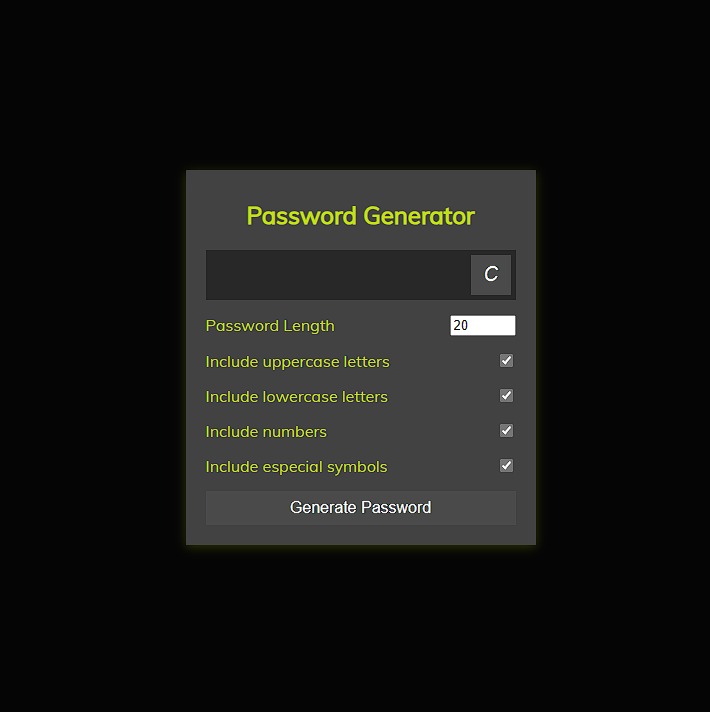 Password Generator
C
Password Length 20
Include uppercase letters
Include lowercase letters
Include numbers
Include especial symbols
Generate Password